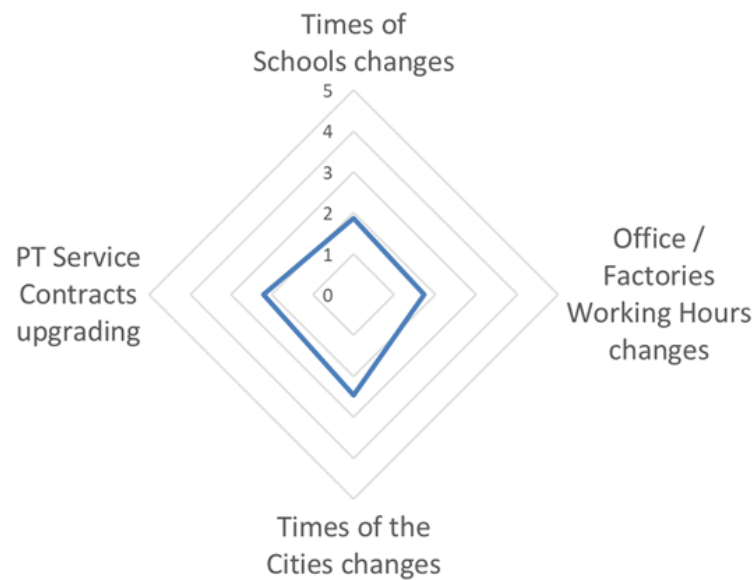 Times of
Schools changes
5
4
3
2
1
0
PT Service
Contracts
upgrading
Office /
Factories
Working Hours
changes
Times of the
Cities changes